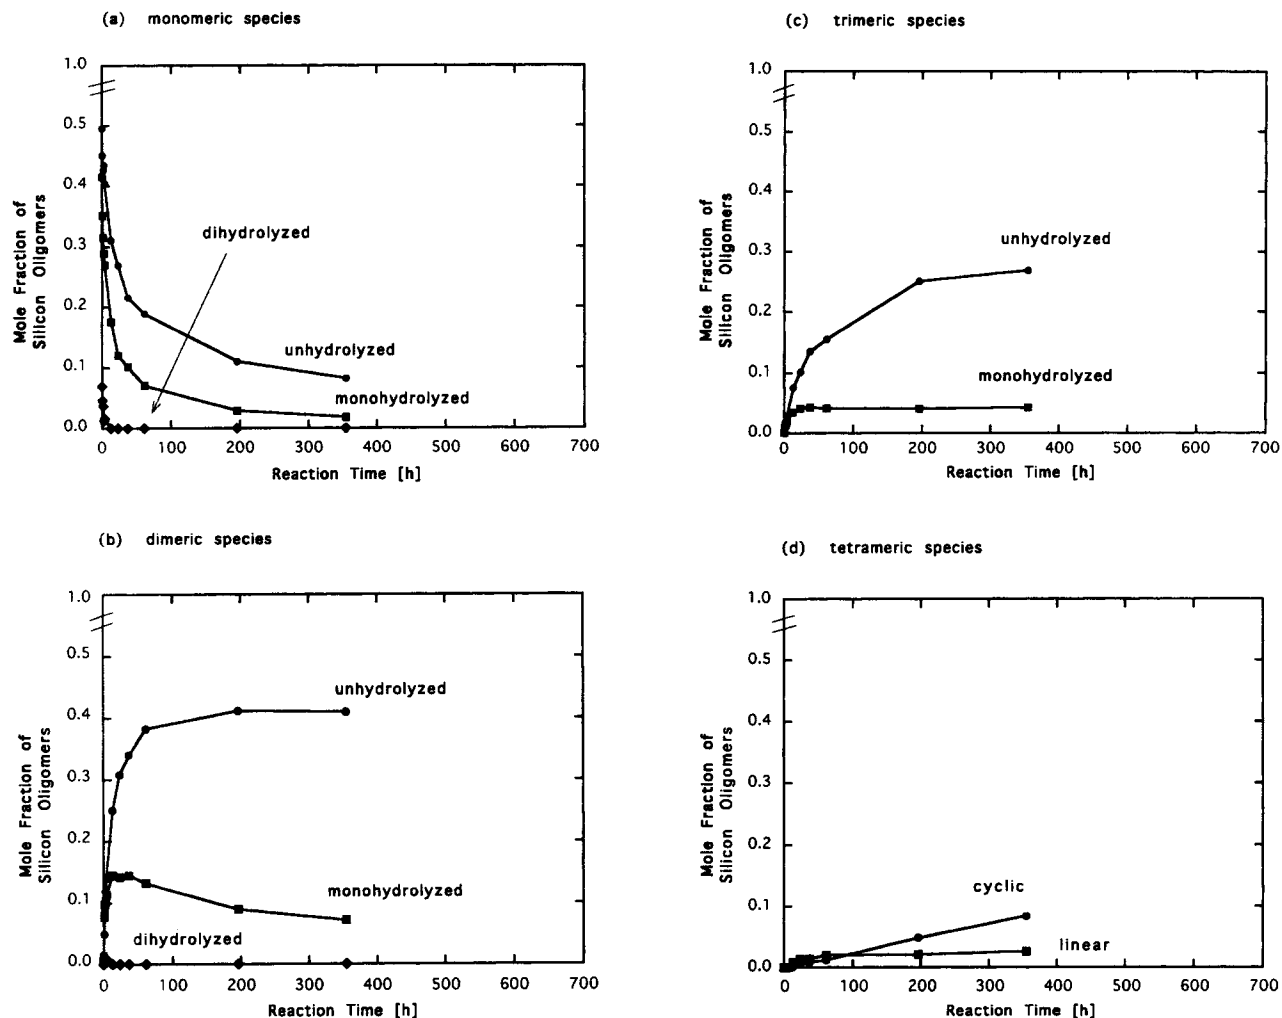 (a) monomeric species
1.0
0.5
0.4
0.3
0.2
0.1
0.0
Mole Fraction of
Silicon Oligomers
dihydrolyzed
unhydrolyzed
monohydrolyzed
0 100 200 300 400 500 600 700
Reaction Time [h]
(b) dimeric species
1.0
0.5
0.4
0.3
0.2
0.1
0.0
Mole Fraction of
Silicon Oligomers
unhydrolyzed
monohydrolyzed
dihydrolyzed
0 100 200 300 400 500 600 700
Reaction Time [h]
(c) trimeric species
1.0
0.5
0.4
0.3
0.2
0.1
0.0
Mole Fraction of
Silicon Oligomers
unhydrolyzed
monohydrolyzed
0 100 200 300 400 500 600 700
Reaction Time [h]
(d) tetrameric species
1.0
0.5
0.4
0.3
0.2
0.1
0.0
Mole Fraction of
Silicon Oligomers
cyclic
linear
0 100 200 300 400 500 600 700
Reaction Time [h]